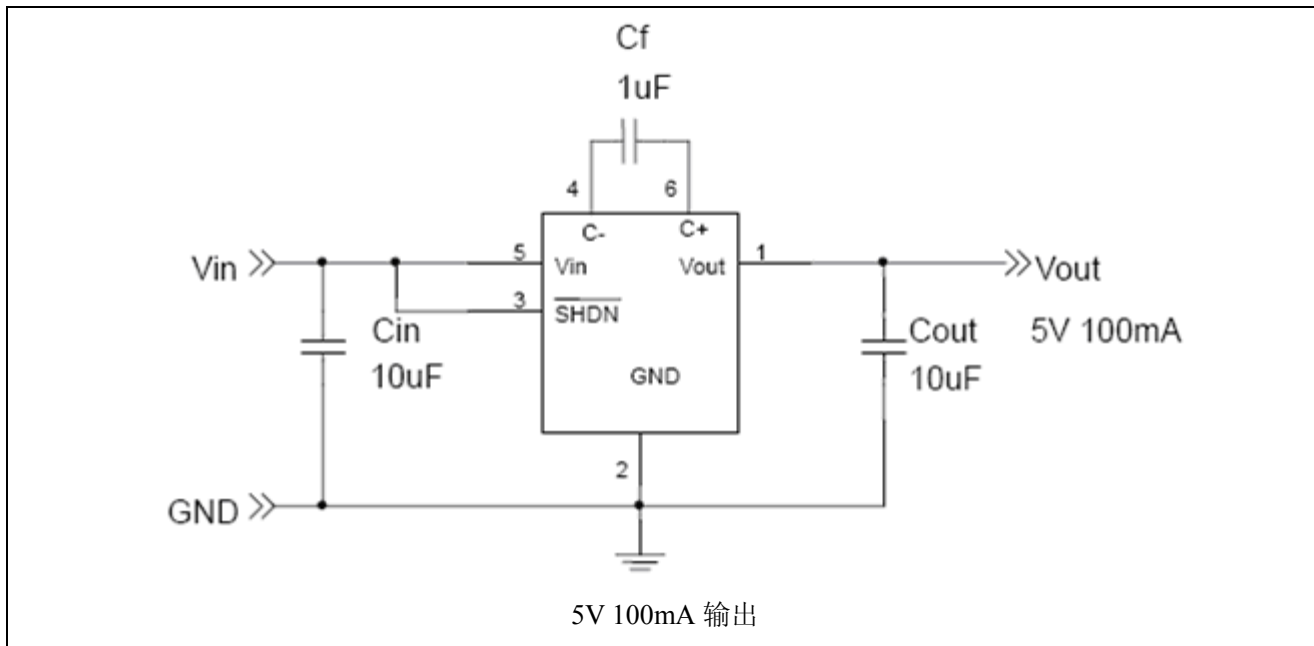 Cf
1uF
4
6
C-
C+
Vin
5
Vin
Vout
1
Vout
3
SHDN
Cin
10uF
GND
Cout
10uF
5V 100mA
2
GND
5V 100mA 输出